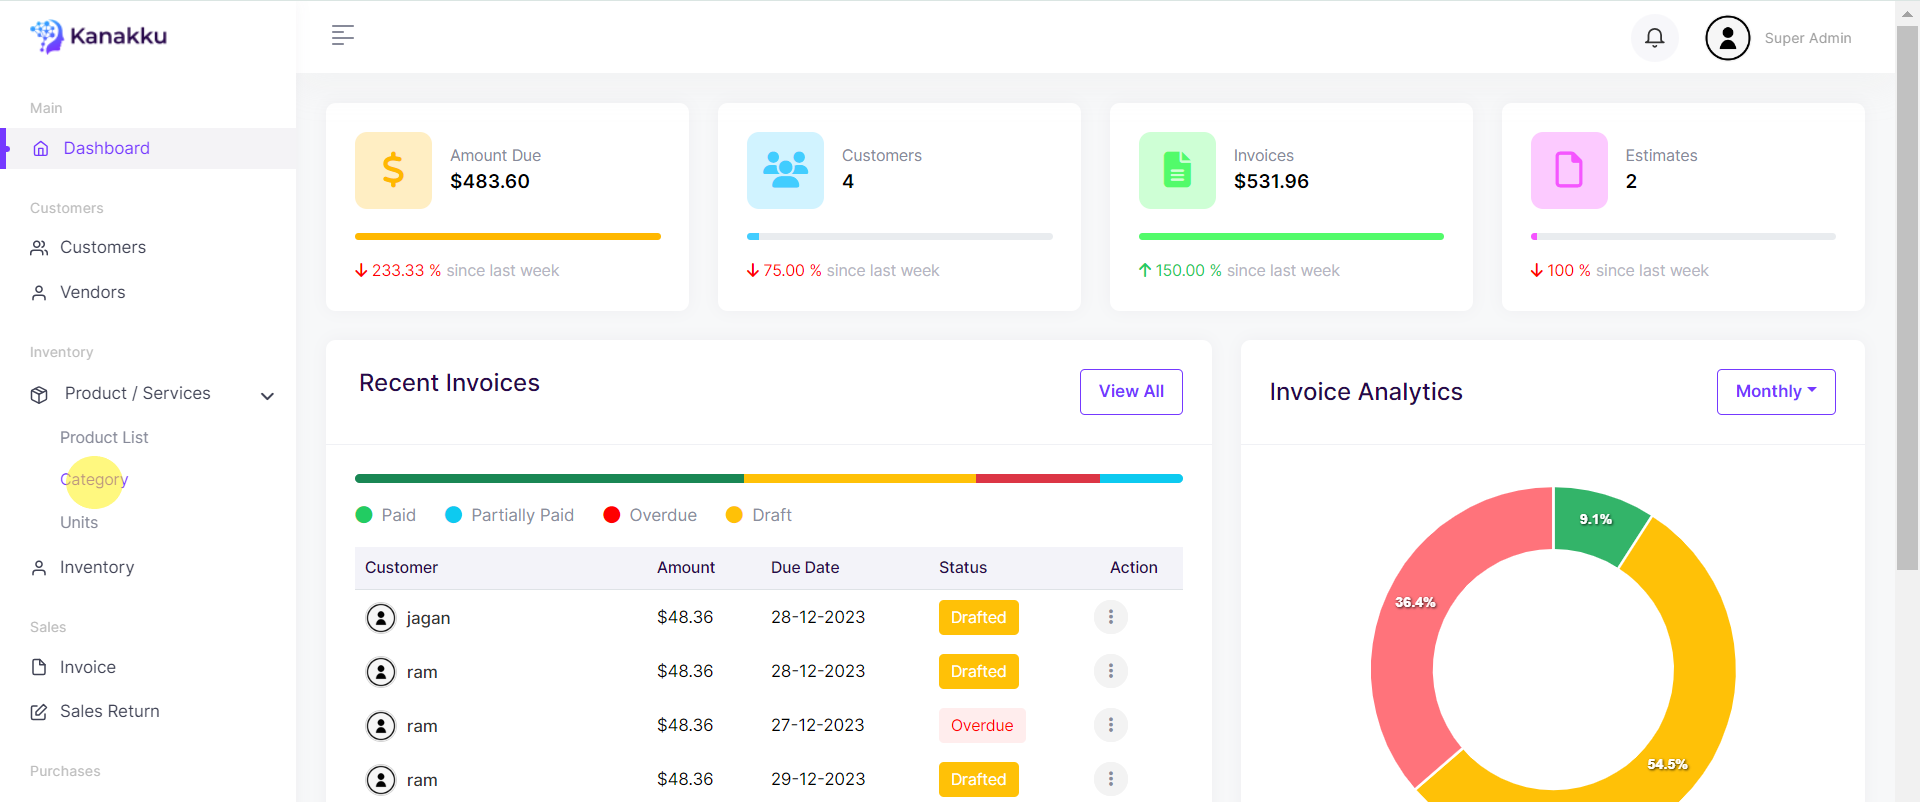 Kanakku
Super Admin
Main
Dashboard
Customers
Customers
Vendors
Inventory
Product / Services
Product List
Category
Units
Inventory
Sales
Invoice
Sales Return
Purchases
Amount Due
$483.60
233.33 % since last week
Customers
4
75.00 % since last week
Invoices
$531.96
150.00 % since last week
Estimates
2
100 % since last week
Recent Invoices
View All
Paid Partially Paid Overdue Draft
Customer Amount Due Date Status Action
jagan $48.36 28-12-2023 Drafted
ram $48.36 28-12-2023 Drafted
ram $48.36 27-12-2023 Overdue
ram $48.36 29-12-2023 Drafted
Invoice Analytics
Monthly
9.1%
36.4%
54.5%